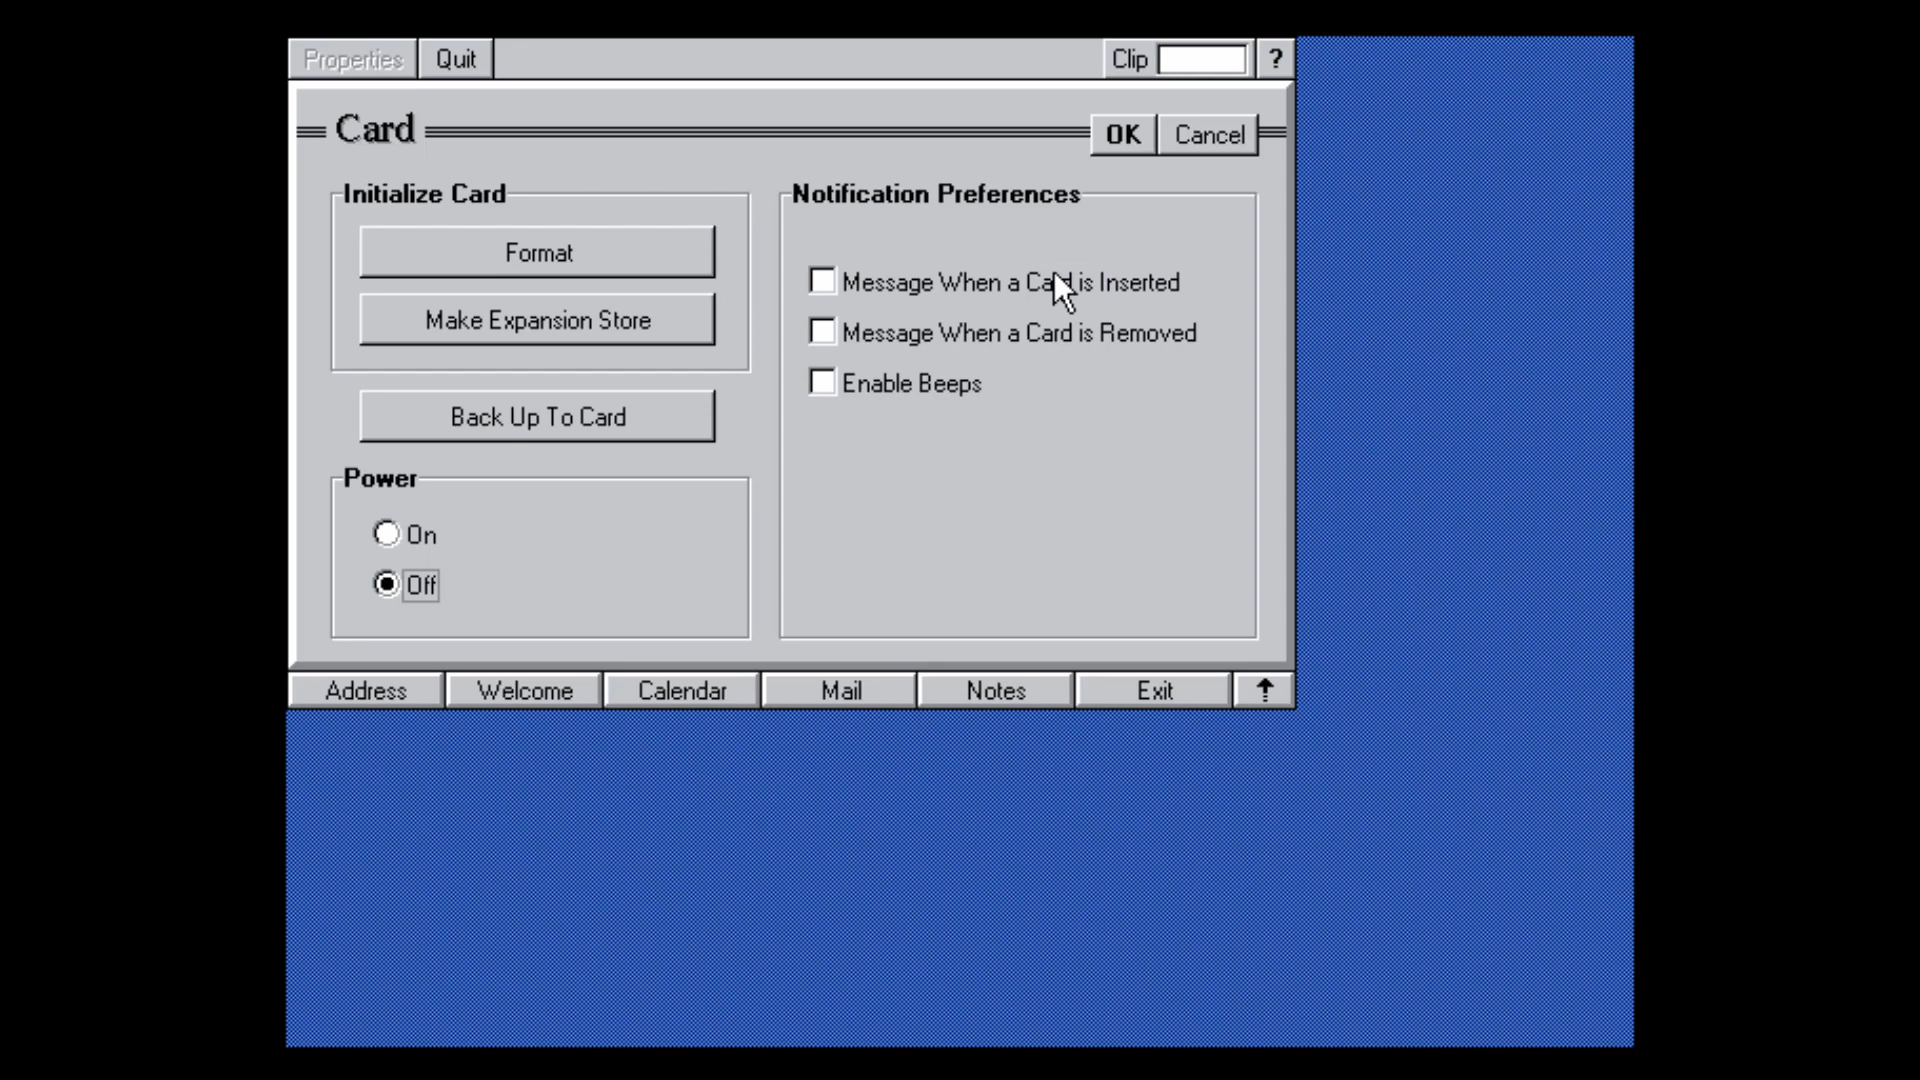 Properties Quit Clip ?
Card OK Cancel
Initialize Card
Format
Make Expansion Store
Back Up To Card
Power
On
Off
Notification Preferences
Message When a Card is Inserted
Message When a Card is Removed
Enable Beeps
Address Welcome Calendar Mail Notes Exit